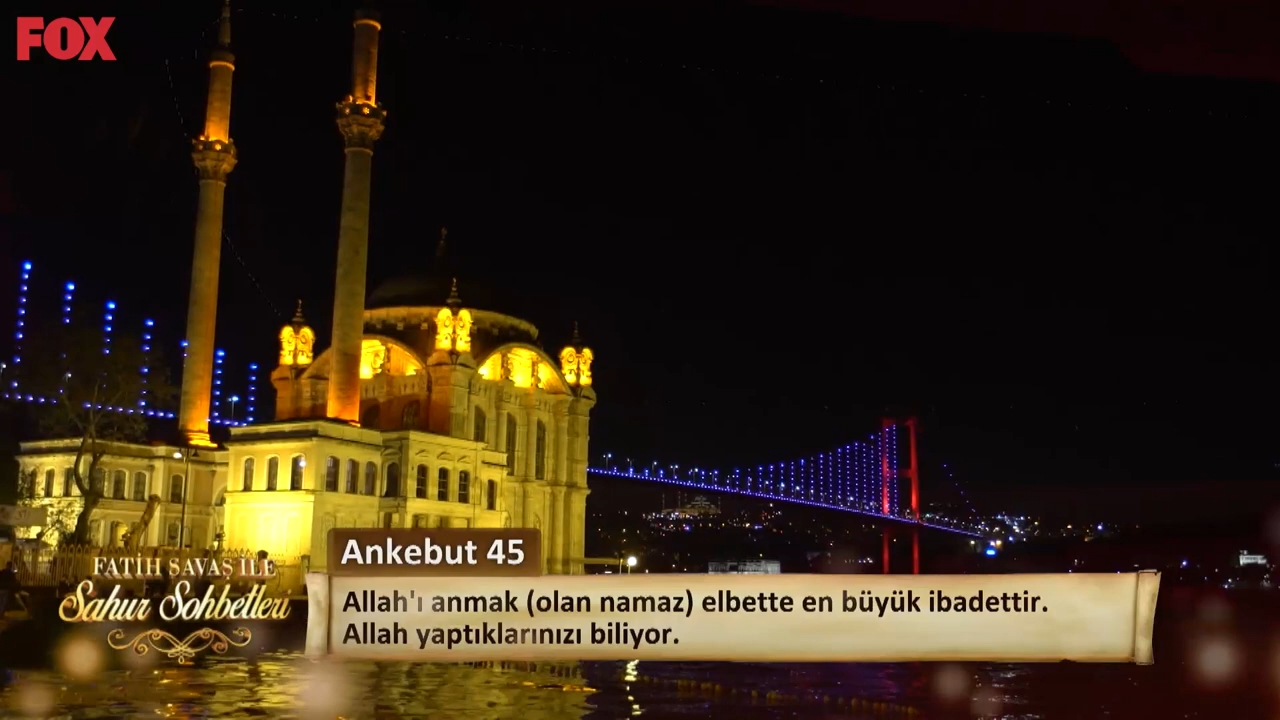 FOX
Ankebut 45
Allah'ı anmak (olan namaz) elbette en büyük ibadettir.
Allah yaptıklarınızı biliyor.
FATİH SAVAŞ İLE
Sahur Sohbetleri